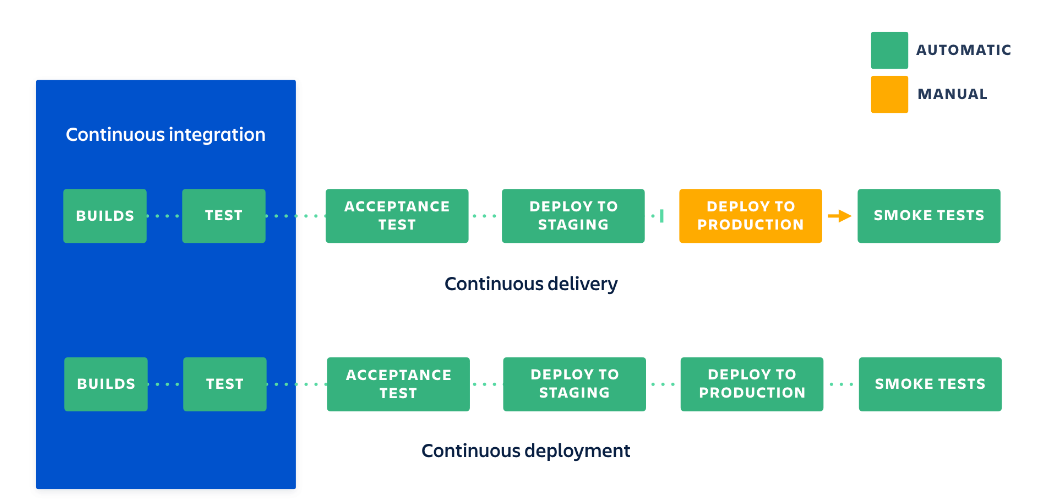 AUTOMATIC
MANUAL
Continuous integration
BUILDS
TEST
ACCEPTANCE
TEST
DEPLOY TO
STAGING
DEPLOY TO
PRODUCTION
SMOKE TESTS
Continuous delivery
BUILDS
TEST
ACCEPTANCE
TEST
DEPLOY TO
STAGING
DEPLOY TO
PRODUCTION
SMOKE TESTS
Continuous deployment